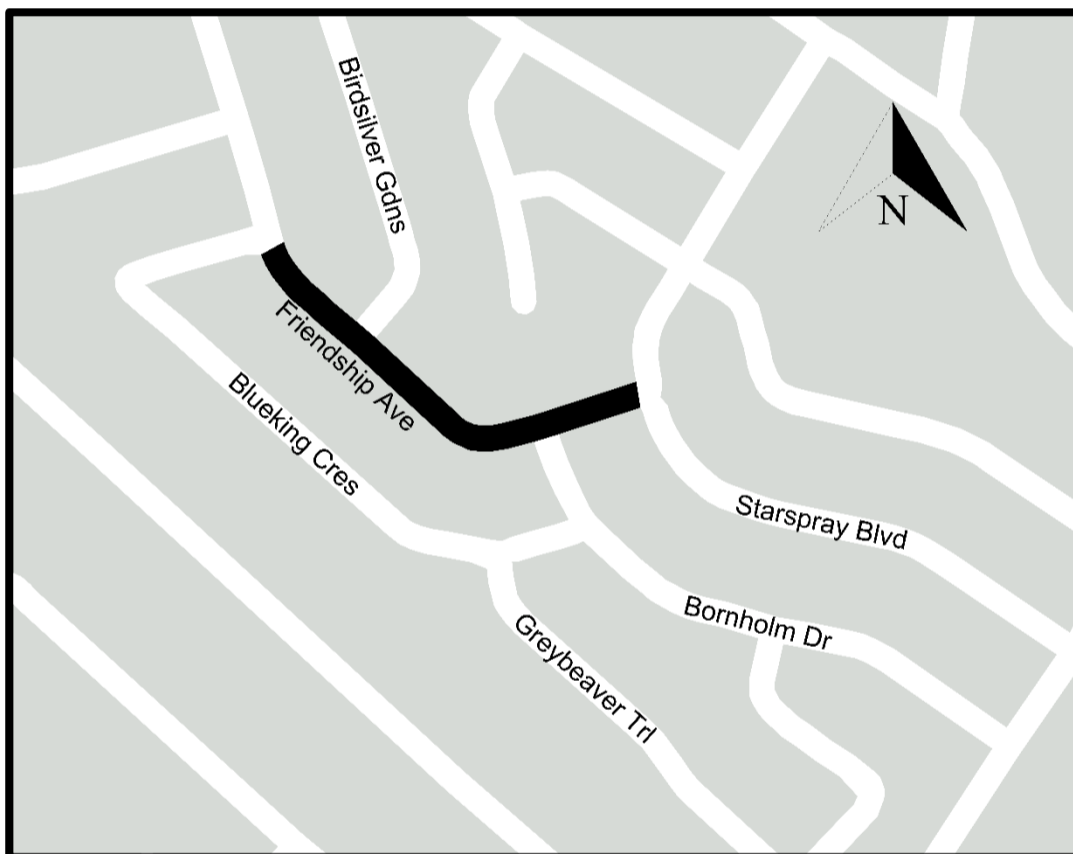 Birdsilver Gdns
N
Friendship Ave
Blueking Cres
Starspray Blvd
Bornholm Dr
Greybeaver Trl